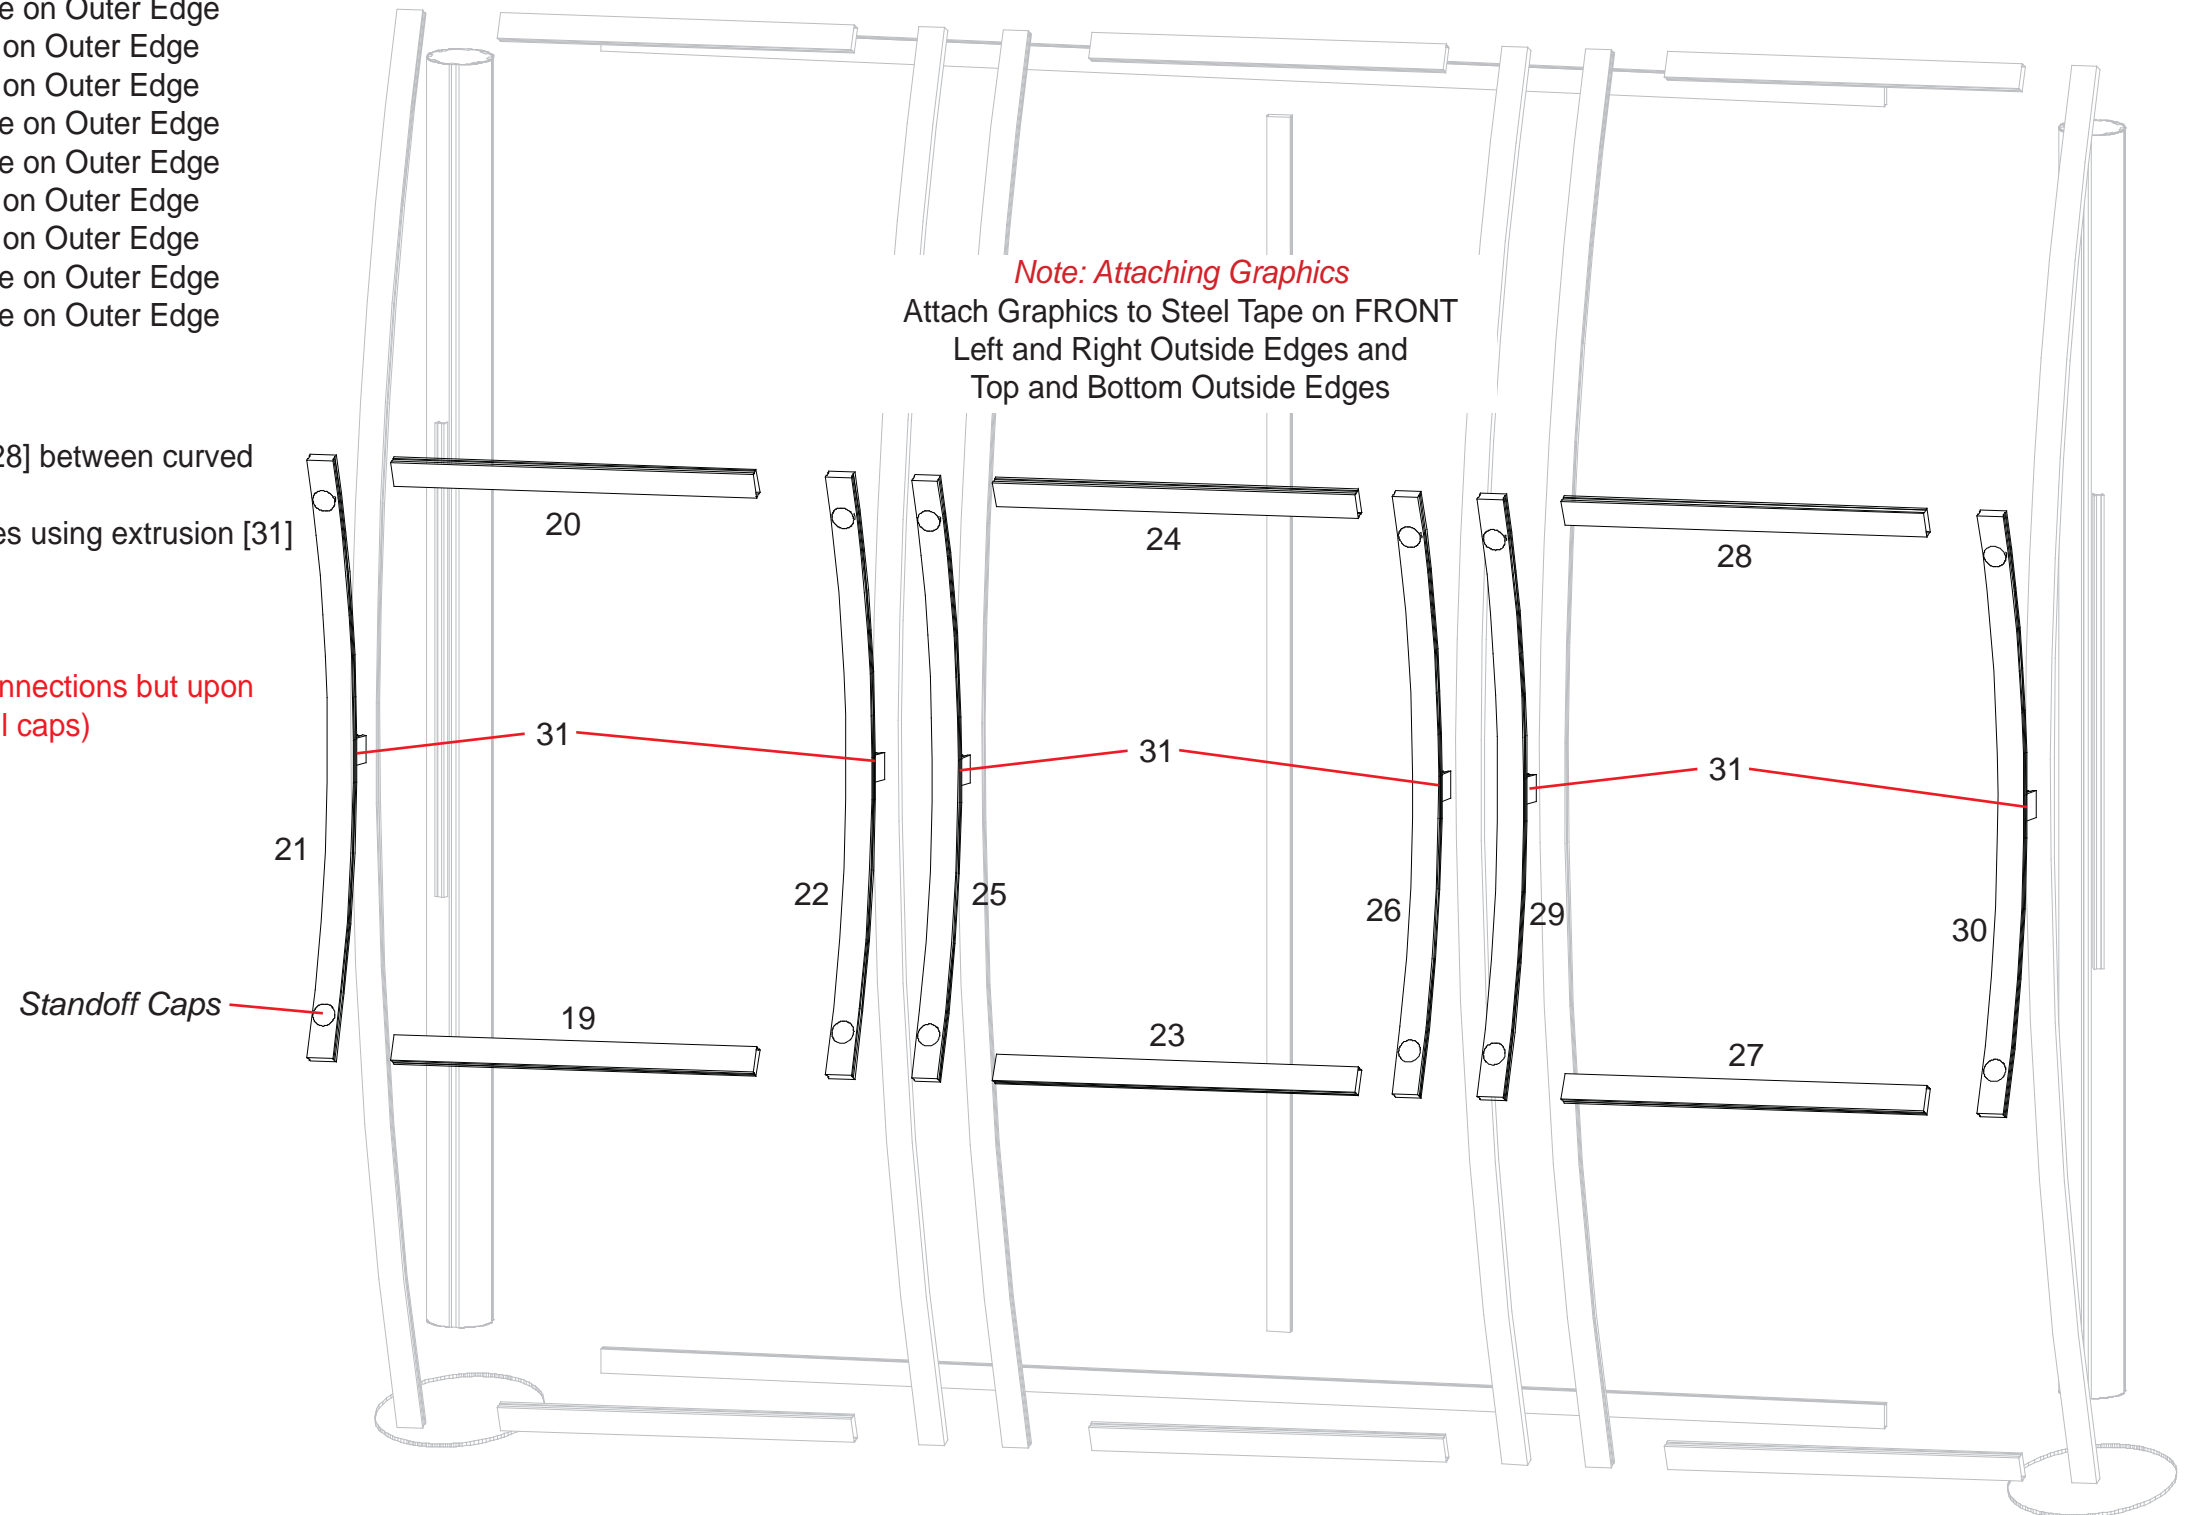 e on Outer Edge
on Outer Edge
on Outer Edge
e on Outer Edge
e on Outer Edge
on Outer Edge
on Outer Edge
e on Outer Edge
e on Outer Edge
Note: Attaching Graphics
Attach Graphics to Steel Tape on FRONT
Left and Right Outside Edges and
Top and Bottom Outside Edges
28] between curved
es using extrusion [31]
nnections but upon
l caps)
20
24
28
31
31
31
21
22
25
26
29
30
Standoff Caps
19
23
27